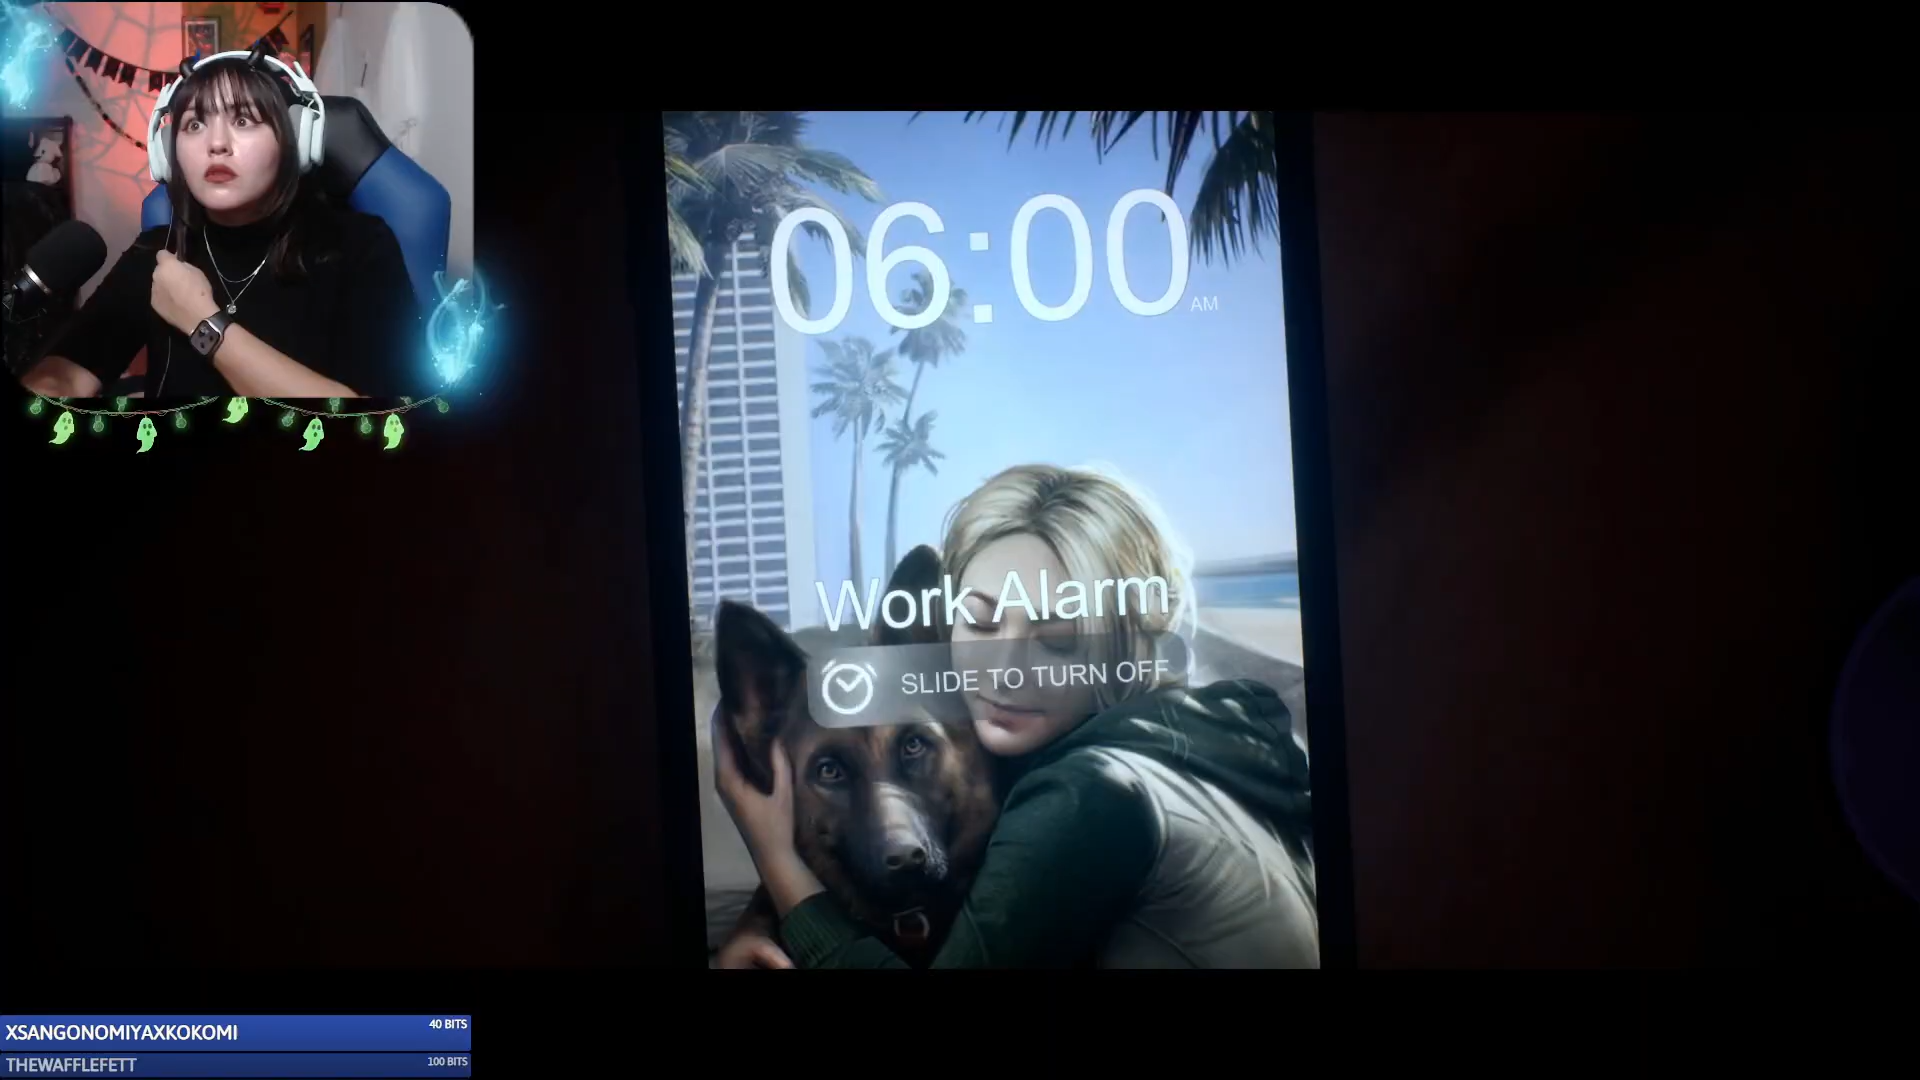 06:00
AM
Work Alarm
SLIDE TO TURN OFF
XSANGONOMIYAXKOKOMI
40 BITS
THEWAFFLEFETT
100 BITS